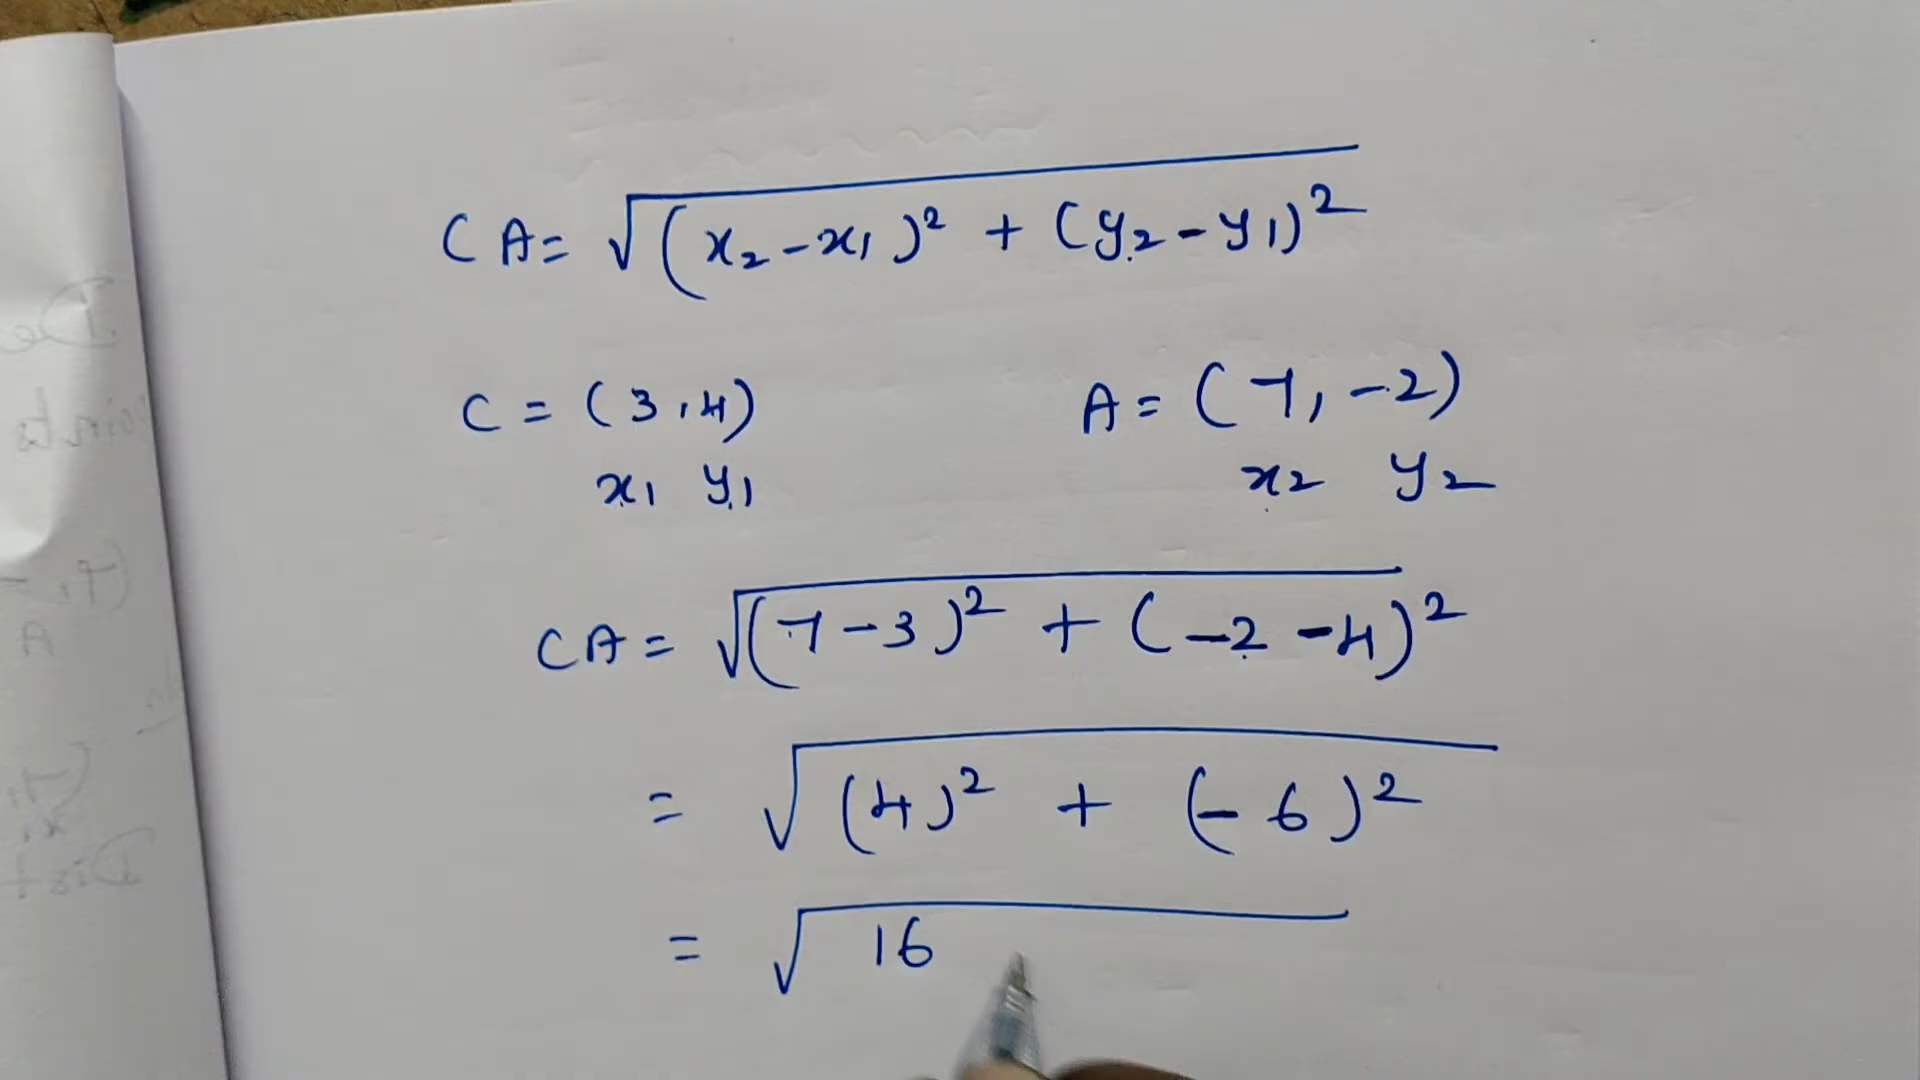 CA = √(x₂-x₁)² + (y₂-y₁)²
C = (3,4) A = (7,-2)
x₁ y₁ x₂ y₂
CA = √(7-3)² + (-2-4)²
= √(4)² + (-6)²
= √16